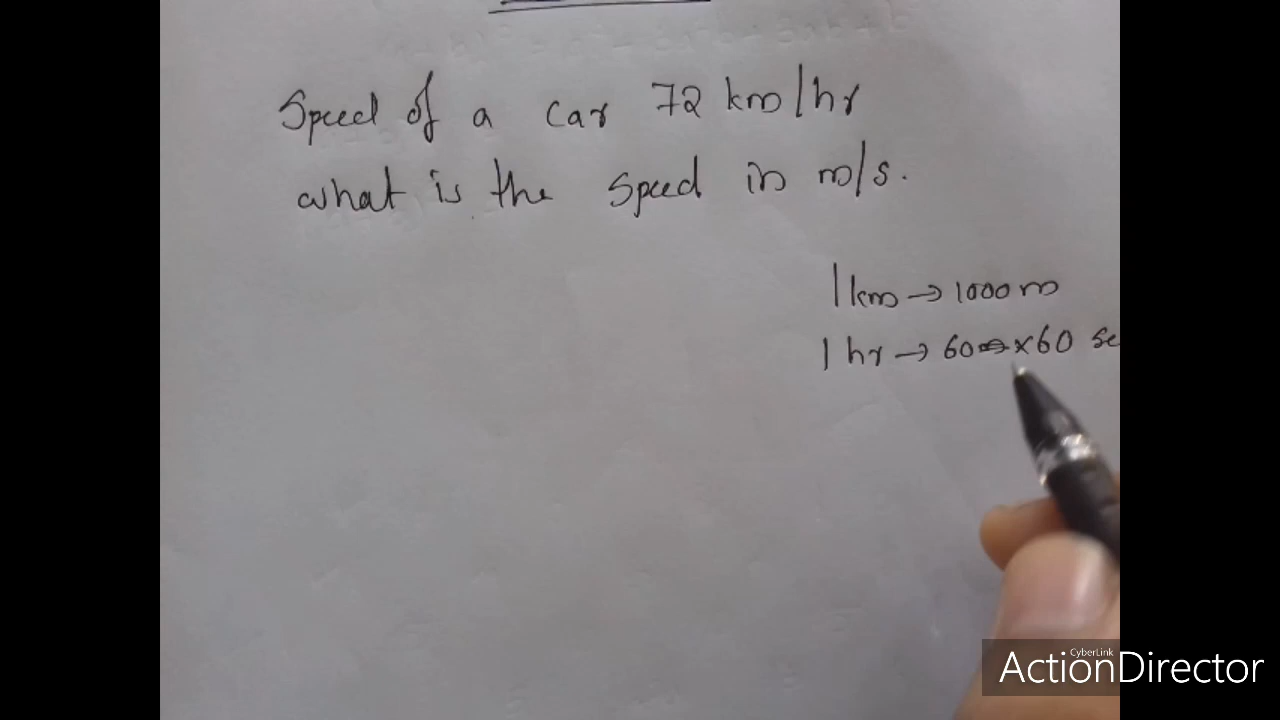 Speed of a car 72 km/hr
what is the speed in m/s.
1 km → 1000 m
1 hr → 60 × 60 se
CyberLink
ActionDirector